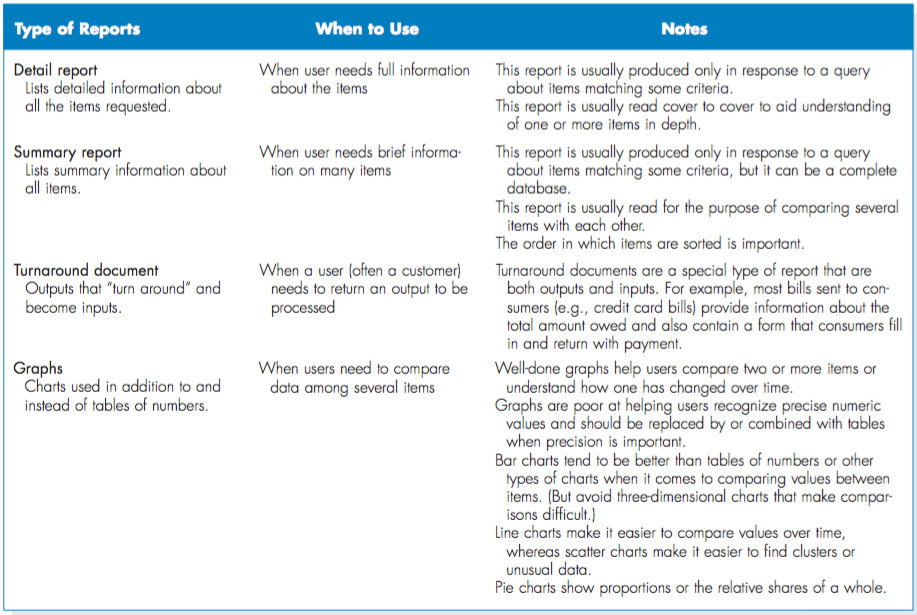 Type of Reports When to Use Notes
Detail report
Lists detailed information about
all the items requested.
When user needs full information
about the items
This report is usually produced only in response to a query
about items matching some criteria.
This report is usually read cover to cover to aid understanding
of one or more items in depth.
Summary report
Lists summary information about
all items.
When user needs brief informa-
tion on many items
This report is usually produced only in response to a query
about items matching some criteria, but it can be a complete
database.
This report is usually read for the purpose of comparing several
items with each other.
The order in which items are sorted is important.
Turnaround document
Outputs that “turn around” and
become inputs.
When a user (often a customer)
needs to return an output to be
processed
Turnaround documents are a special type of report that are
both outputs and inputs. For example, most bills sent to con-
sumers (e.g., credit card bills) provide information about the
total amount owed and also contain a form that consumers fill
in and return with payment.
Graphs
Charts used in addition to and
instead of tables of numbers.
When users need to compare
data among several items
Well-done graphs help users compare two or more items or
understand how one has changed over time.
Graphs are poor at helping users recognize precise numeric
values and should be replaced by or combined with tables
when precision is important.
Bar charts tend to be better than tables of numbers or other
types of charts when it comes to comparing values between
items. (But avoid three-dimensional charts that make compar-
isons difficult.)
Line charts make it easier to compare values over time,
whereas scatter charts make it easier to find clusters or
unusual data.
Pie charts show proportions or the relative shares of a whole.